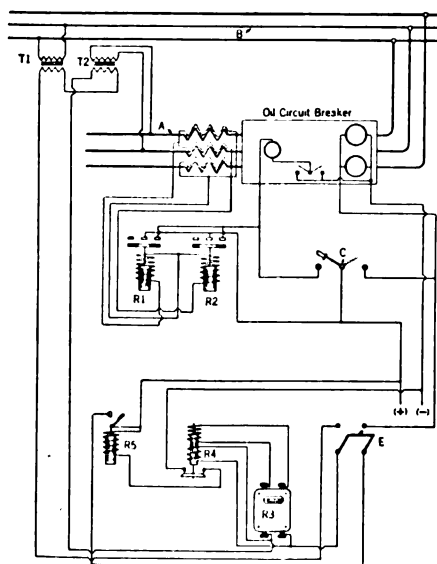 B
T1
T2
A
Oil Circuit Breaker
C
R1
R2
(+) (-)
R5
R4
E
R3